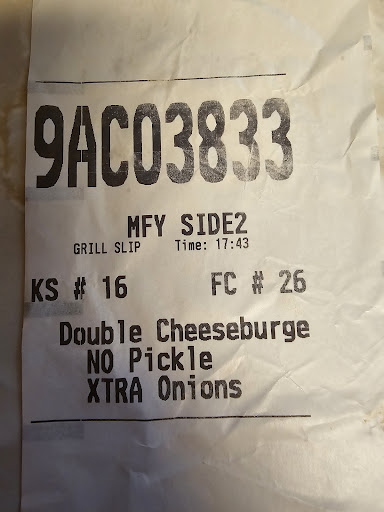 9AC03833
MFY SIDE2
GRILL SLIP Time: 17:43
KS # 16 FC # 26
Double Cheeseburge
NO Pickle
XTRA Onions